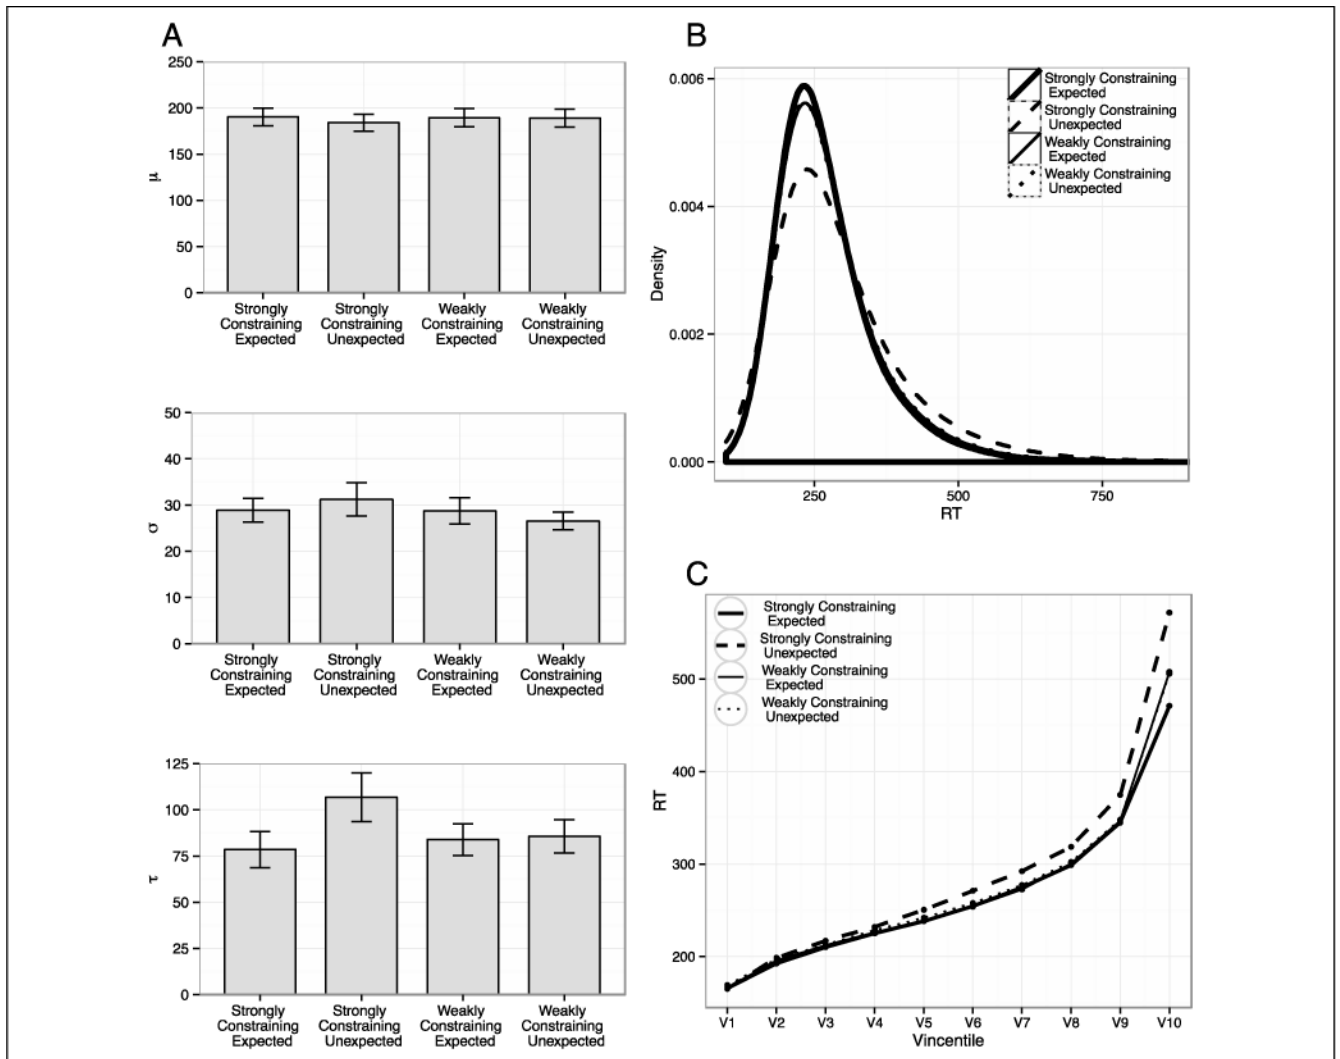 A
250
200
150
100
50
0
μ
Strongly
Constraining
Expected
Strongly
Constraining
Unexpected
Weakly
Constraining
Expected
Weakly
Constraining
Unexpected
50
40
30
20
10
0
σ
Strongly
Constraining
Expected
Strongly
Constraining
Unexpected
Weakly
Constraining
Expected
Weakly
Constraining
Unexpected
125
100
75
50
25
0
τ
Strongly
Constraining
Expected
Strongly
Constraining
Unexpected
Weakly
Constraining
Expected
Weakly
Constraining
Unexpected
B
0.006
0.004
0.002
0.000
Density
Strongly Constraining
Expected
Strongly Constraining
Unexpected
Weakly Constraining
Expected
Weakly Constraining
Unexpected
250
500
750
RT
C
Strongly Constraining
Expected
Strongly Constraining
Unexpected
Weakly Constraining
Expected
Weakly Constraining
Unexpected
500
400
300
200
RT
V1
V2
V3
V4
V5
V6
V7
V8
V9
V10
Vincentile